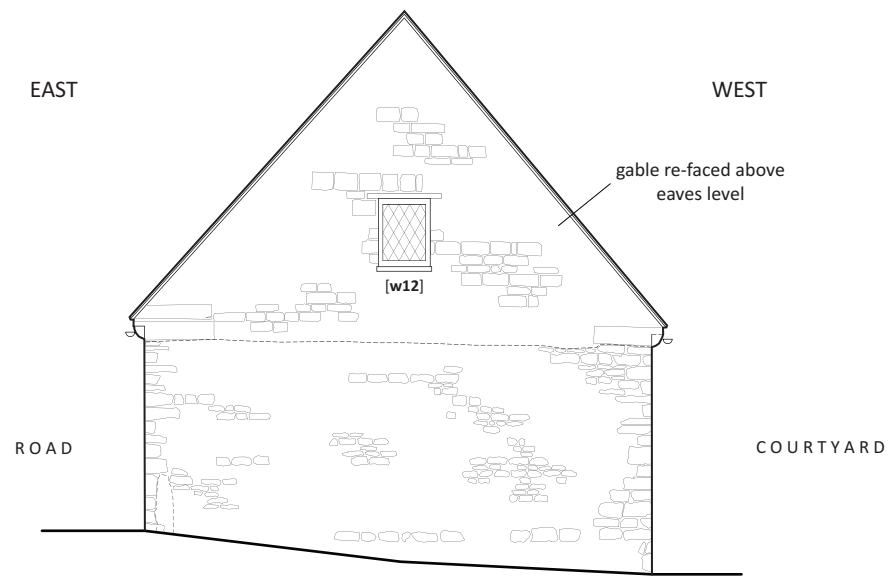 EAST
WEST
gable re-faced above
eaves level
[w12]
ROAD
COURTYARD